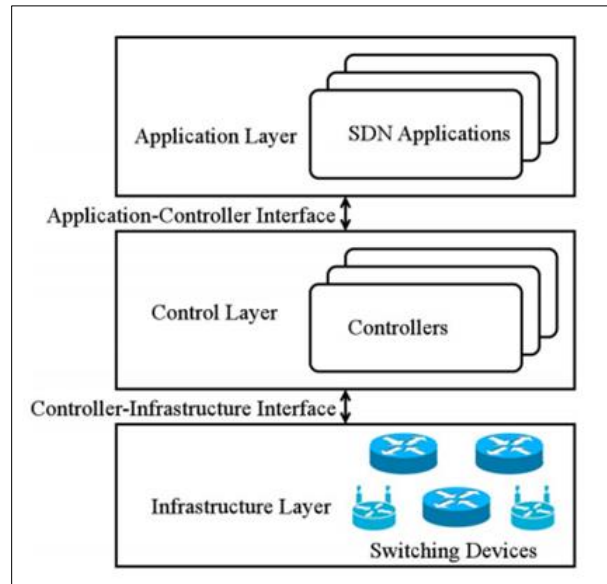 Application Layer
SDN Applications
Application-Controller Interface
Control Layer
Controllers
Controller-Infrastructure Interface
Infrastructure Layer
Switching Devices